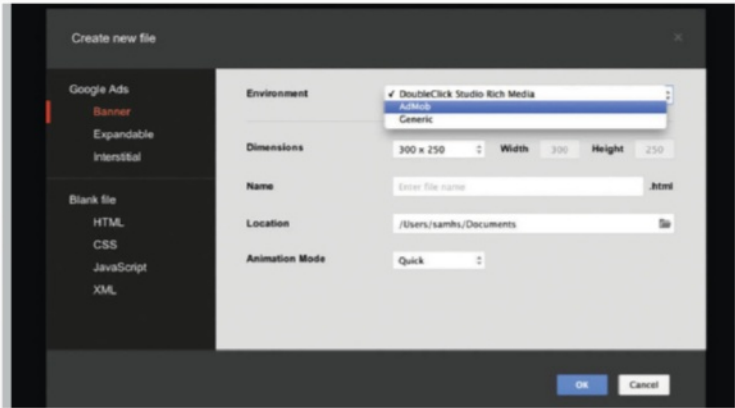 Create new file
Google Ads
Banner
Expandable
Interstitial
Blank file
HTML
CSS
JavaScript
XML
Environment
✓ DoubleClick Studio Rich Media
AdMob
Generic
Dimensions 300 x 250 Width 300 Height 250
Name Enter file name .html
Location /Users/samhs/Documents
Animation Mode Quick
OK Cancel